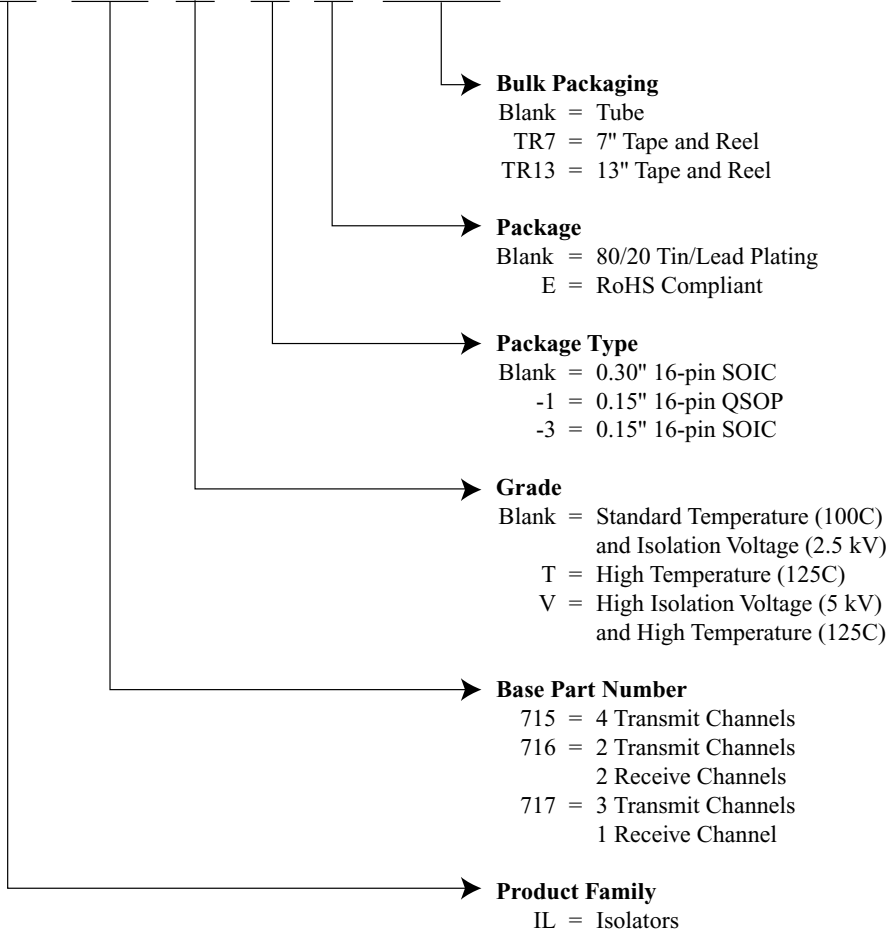 Bulk Packaging
Blank = Tube
TR7 = 7" Tape and Reel
TR13 = 13" Tape and Reel
Package
Blank = 80/20 Tin/Lead Plating
E = RoHS Compliant
Package Type
Blank = 0.30" 16-pin SOIC
-1 = 0.15" 16-pin QSOP
-3 = 0.15" 16-pin SOIC
Grade
Blank = Standard Temperature (100C)
and Isolation Voltage (2.5 kV)
T = High Temperature (125C)
V = High Isolation Voltage (5 kV)
and High Temperature (125C)
Base Part Number
715 = 4 Transmit Channels
716 = 2 Transmit Channels
2 Receive Channels
717 = 3 Transmit Channels
1 Receive Channel
Product Family
IL = Isolators